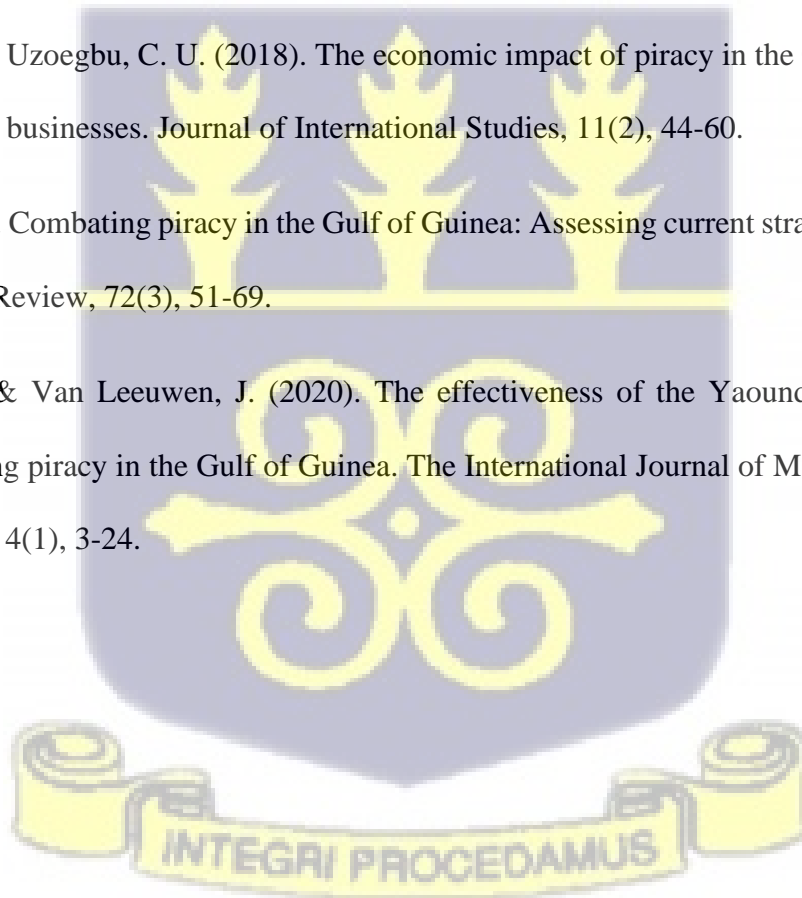 Uzoegbu, C. U. (2018). The economic impact of piracy in the
businesses. Journal of International Studies, 11(2), 44-60.
Combating piracy in the Gulf of Guinea: Assessing current stra
Review, 72(3), 51-69.
& Van Leeuwen, J. (2020). The effectiveness of the Yaound
ng piracy in the Gulf of Guinea. The International Journal of M
4(1), 3-24.
INTEGRI PROCEDAMUS